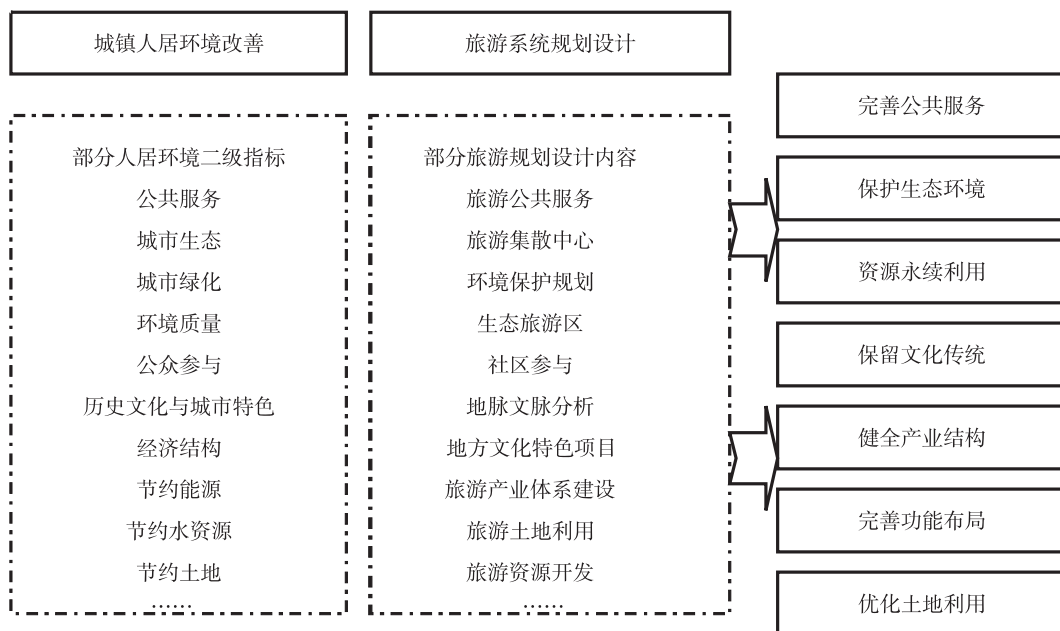 城镇人居环境改善
旅游系统规划设计
部分人居环境二级指标
公共服务
城市生态
城市绿化
环境质量
公众参与
历史文化与城市特色
经济结构
节约能源
节约水资源
节约土地
……
部分旅游规划设计内容
旅游公共服务
旅游集散中心
环境保护规划
生态旅游区
社区参与
地脉文脉分析
地方文化特色项目
旅游产业体系建设
旅游土地利用
旅游资源开发
……
完善公共服务
保护生态环境
资源永续利用
保留文化传统
健全产业结构
完善功能布局
优化土地利用